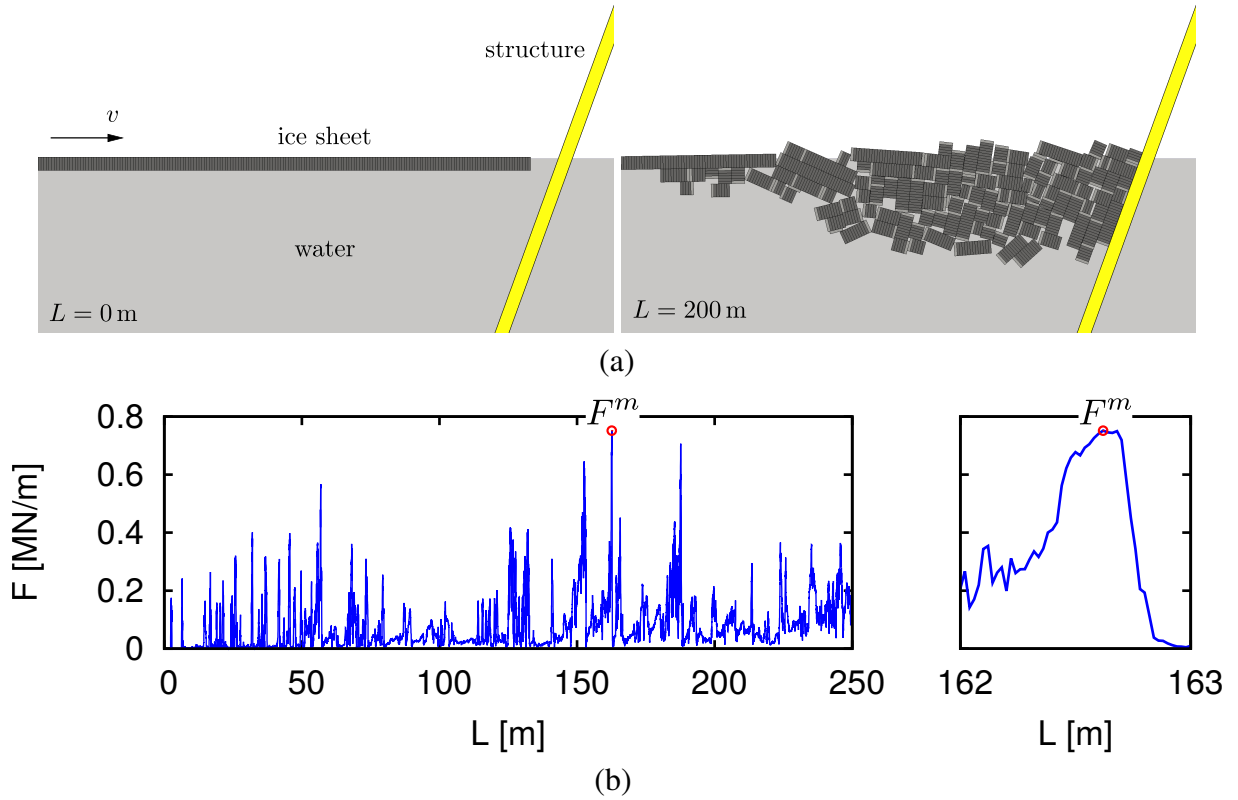 structure
v
ice sheet
water
L = 0 m
L = 200 m
(a)
F^m
F^m
0.8
0.6
0.4
0.2
0
F [MN/m]
0 50 100 150 200 250
162 163
L [m]
L [m]
(b)